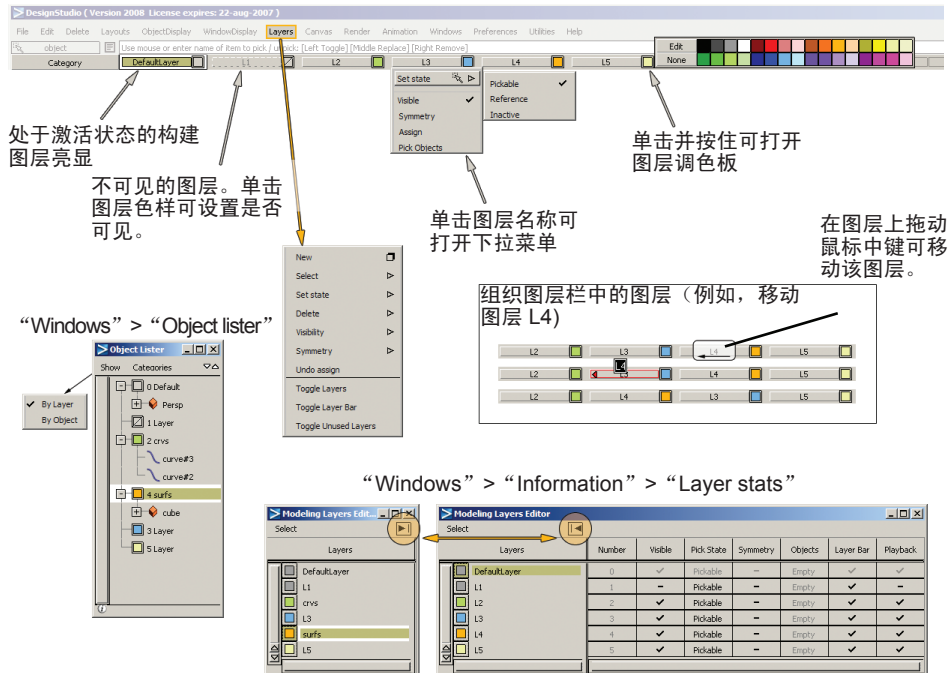 DesignStudio ( Version 2008 License expires: 22-aug-2007 )
File Edit Delete Layouts ObjectDisplay WindowDisplay Layers Canvas Render Animation Windows Preferences Utilities Help
object Use mouse or enter name of item to pick / unpick: [Left Toggle] [Middle Replace] [Right Remove]
Edit
None
Category DefaultLayer L1 L2 L3 L4 L5
Set state
Visible
Symmetry
Assign
Pick Objects
Pickable
Reference
Inactive
处于激活状态的构建
图层亮显
不可见的图层。单击
图层色样可设置是否
可见。
单击图层名称可
打开下拉菜单
单击并按住可打开
图层调色板
在图层上拖动
鼠标中键可移
动该图层。
New
Select
Set state
Delete
Visibility
Symmetry
Undo assign
Toggle Layers
Toggle Layer Bar
Toggle Unused Layers
组织图层栏中的图层（例如，移动
图层 L4)
L2 L3 L4 L5
L4
L2 L3 L4 L5
L2 L4 L3 L5
“Windows” > “Object lister”
Object Lister
Show Categories
By Layer
By Object
0 Default
Persp
1 Layer
2 crvs
curve#3
curve#2
4 surfs
cube
3 Layer
5 Layer
“Windows” > “Information” > “Layer stats”
Modeling Layers Edit...
Select
Layers
DefaultLayer
L1
crvs
L3
surfs
L5
Modeling Layers Editor
Select
Layers Number Visible Pick State Symmetry Objects Layer Bar Playback
DefaultLayer 0 ✓ Pickable – Empty ✓ ✓
L1 1 – Pickable – Empty ✓ –
L2 2 ✓ Pickable – Empty ✓ ✓
L3 3 ✓ Pickable – Empty ✓ ✓
L4 4 ✓ Pickable – Empty ✓ ✓
L5 5 ✓ Pickable – Empty ✓ ✓